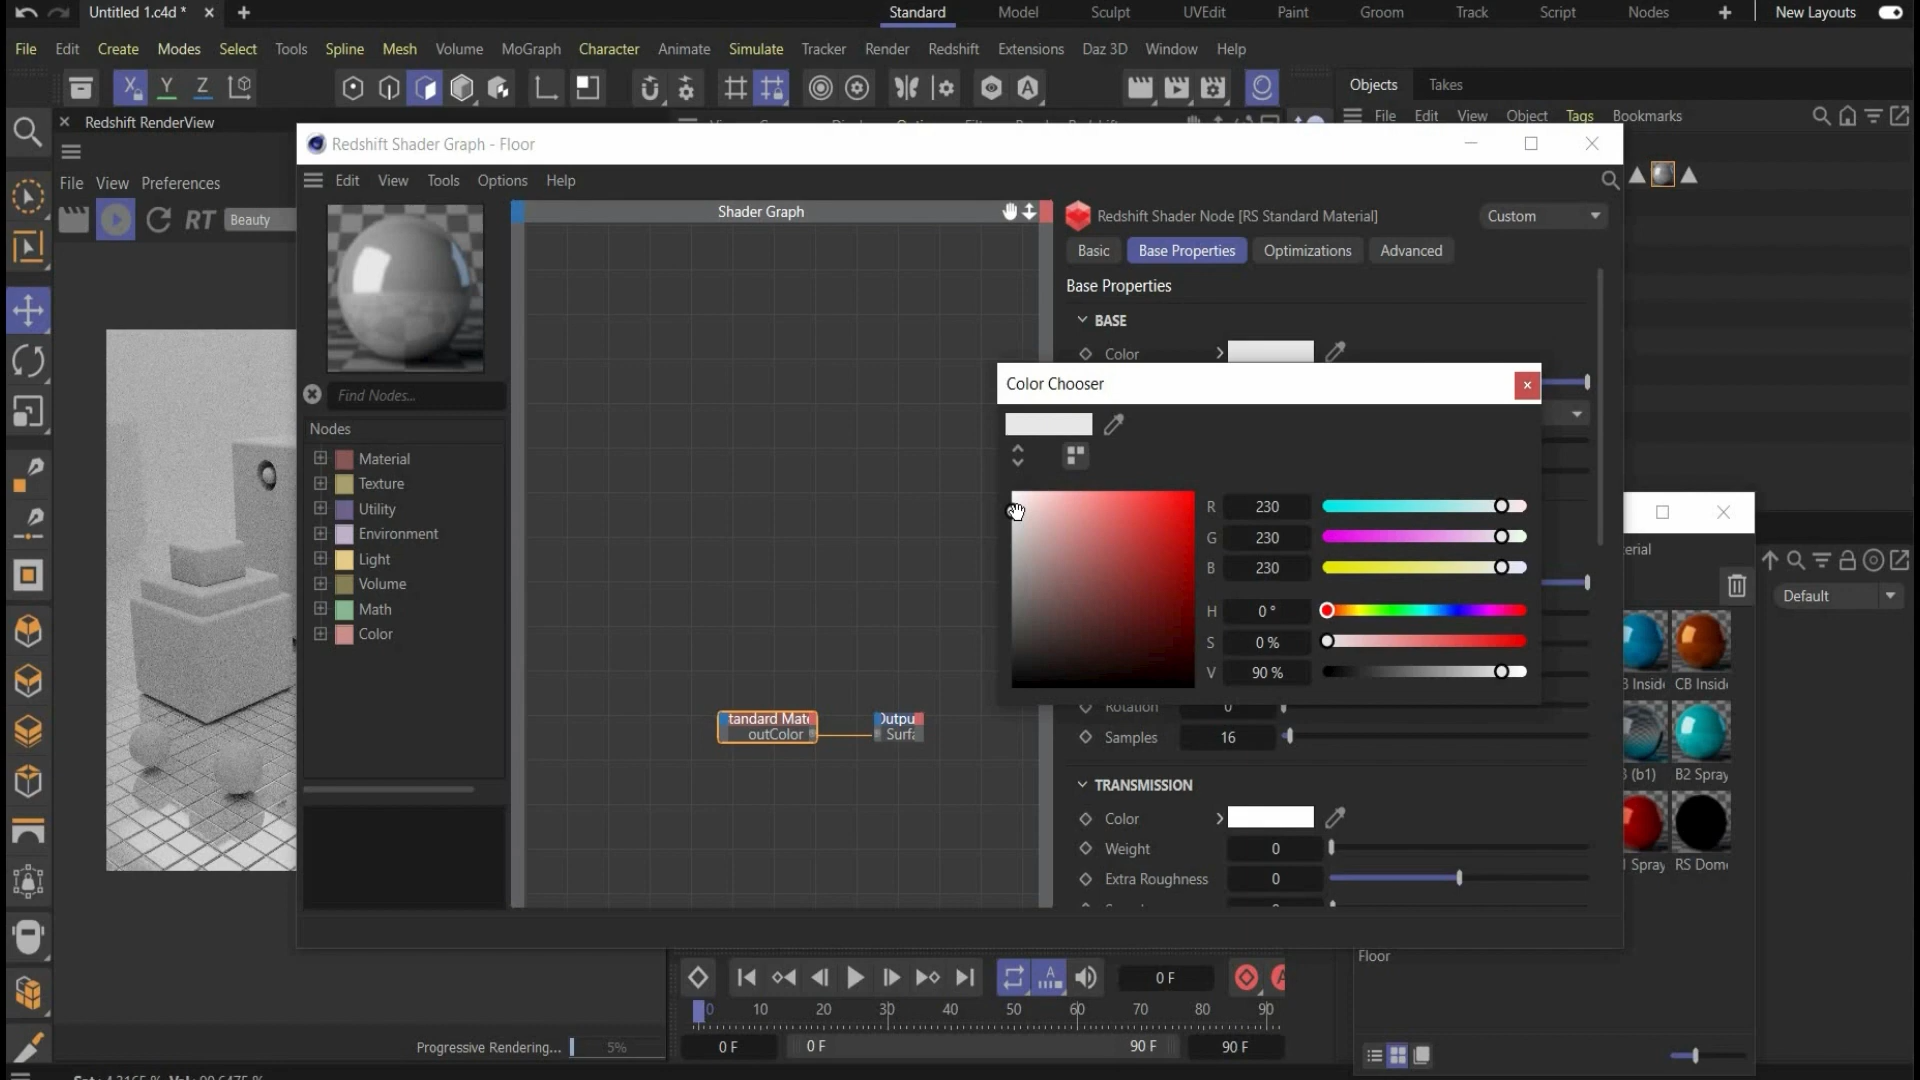 Untitled 1.c4d *
Standard Model Sculpt UVEdit Paint Groom Track Script Nodes New Layouts
File Edit Create Modes Select Tools Spline Mesh Volume MoGraph Character Animate Simulate Tracker Render Redshift Extensions Daz 3D Window Help
X Y Z
Objects Takes
File Edit View Object Tags Bookmarks
Redshift RenderView
File View Preferences
RT Beauty
Redshift Shader Graph - Floor
Edit View Tools Options Help
Shader Graph
Redshift Shader Node [RS Standard Material] Custom
Basic Base Properties Optimizations Advanced
Base Properties
BASE
Color
Find Nodes...
Nodes
Material
Texture
Utility
Environment
Light
Volume
Math
Color
tandard Mate
outColor
Outpu
Surfa
Color Chooser
R 230
G 230
B 230
H 0 °
S 0 %
V 90 %
Rotation 0
Samples 16
TRANSMISSION
Color
Weight 0
Extra Roughness 0
erial
Default
B Inside CB Inside
(b1) B2 Spray
Spray RS Dome
Floor
0 F
0 10 20 30 40 50 60 70 80 90
0 F 0 F 90 F 90 F
Progressive Rendering... 5%